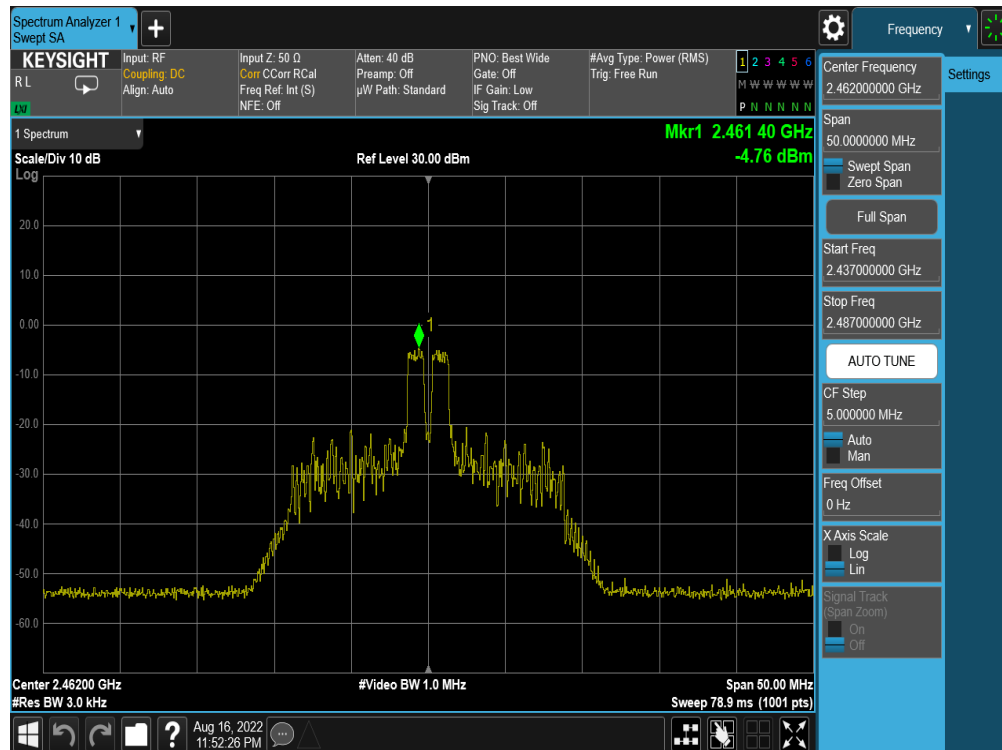 Spectrum Analyzer 1
Swept SA
Frequency
KEYSIGHT
R L
LXI
Input: RF
Coupling: DC
Align: Auto
Input Z: 50 Ω
Corr CCorr RCal
Freq Ref: Int (S)
NFE: Off
Atten: 40 dB
Preamp: Off
µW Path: Standard
PNO: Best Wide
Gate: Off
IF Gain: Low
Sig Track: Off
#Avg Type: Power (RMS)
Trig: Free Run
1 2 3 4 5 6
M W W W W W
P N N N N N
1 Spectrum
Scale/Div 10 dB
Log
Ref Level 30.00 dBm
Mkr1 2.461 40 GHz
-4.76 dBm
20.0
10.0
0.00
-10.0
-20.0
-30.0
-40.0
-50.0
-60.0
1
Center 2.46200 GHz
#Res BW 3.0 kHz
#Video BW 1.0 MHz
Span 50.00 MHz
Sweep 78.9 ms (1001 pts)
Aug 16, 2022
11:52:26 PM
Center Frequency
2.462000000 GHz
Settings
Span
50.0000000 MHz
Swept Span
Zero Span
Full Span
Start Freq
2.437000000 GHz
Stop Freq
2.487000000 GHz
AUTO TUNE
CF Step
5.000000 MHz
Auto
Man
Freq Offset
0 Hz
X Axis Scale
Log
Lin
Signal Track
(Span Zoom)
On
Off